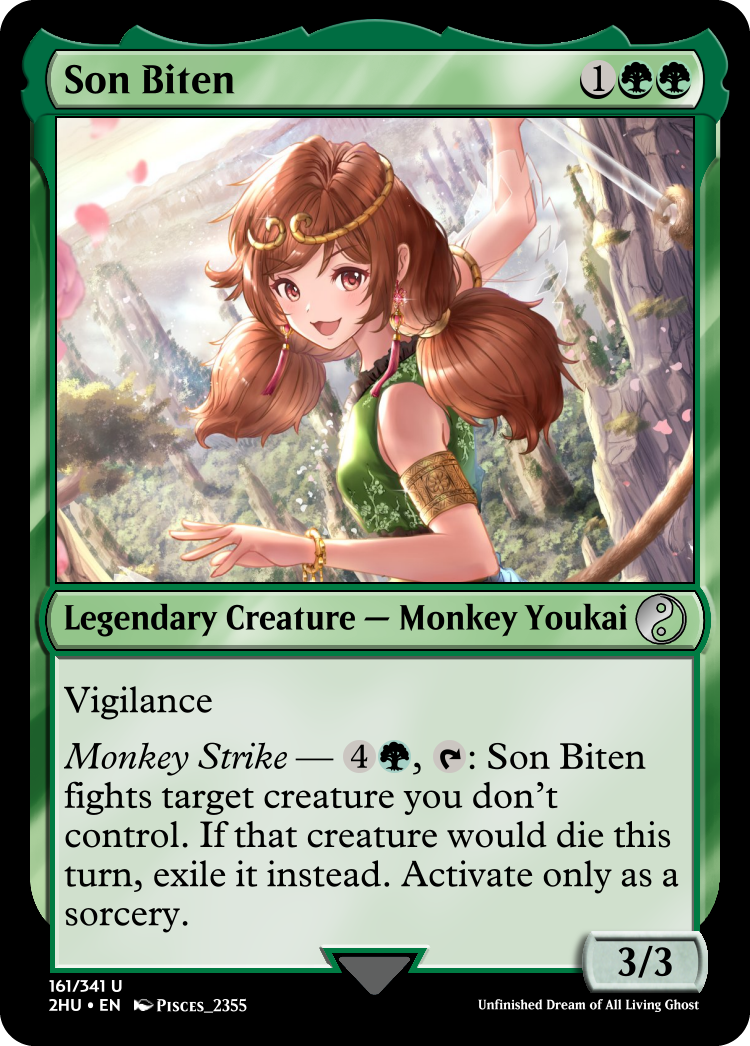 Son Biten 1
Legendary Creature — Monkey Youkai
Vigilance
Monkey Strike — 4, : Son Biten
fights target creature you don't
control. If that creature would die this
turn, exile it instead. Activate only as a
sorcery.
3/3
161/341 U
2HU • EN Pisces_2355
Unfinished Dream of All Living Ghost